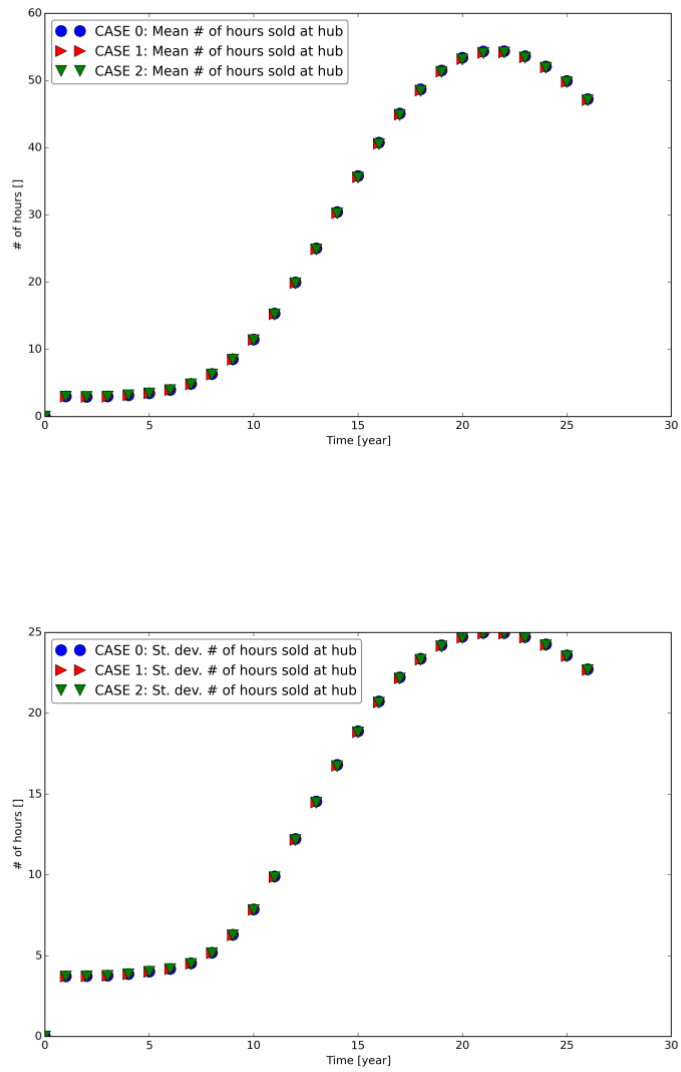 60
CASE 0: Mean # of hours sold at hub
CASE 1: Mean # of hours sold at hub
CASE 2: Mean # of hours sold at hub
50
40
30
20
10
0
# of hours []
0 5 10 15 20 25 30
Time [year]
25
CASE 0: St. dev. # of hours sold at hub
CASE 1: St. dev. # of hours sold at hub
CASE 2: St. dev. # of hours sold at hub
20
15
10
5
0
# of hours []
0 5 10 15 20 25 30
Time [year]